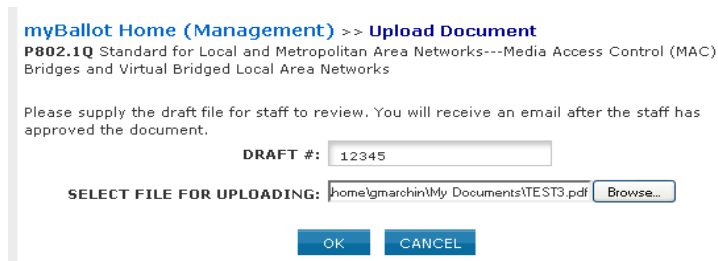 myBallot Home (Management) >> Upload Document
P802.1Q Standard for Local and Metropolitan Area Networks---Media Access Control (MAC)
Bridges and Virtual Bridged Local Area Networks
Please supply the draft file for staff to review. You will receive an email after the staff has
approved the document.
DRAFT #: 12345
SELECT FILE FOR UPLOADING: home\gmarchin\My Documents\TEST3.pdf Browse...
OK CANCEL